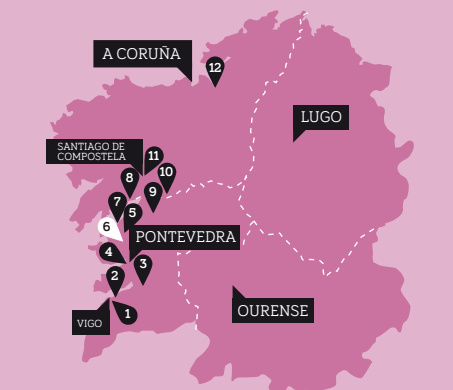 A CORUÑA
12
LUGO
SANTIAGO DE
COMPOSTELA
11
10
8
9
7
5
6
PONTEVEDRA
4
3
2
OURENSE
1
VIGO